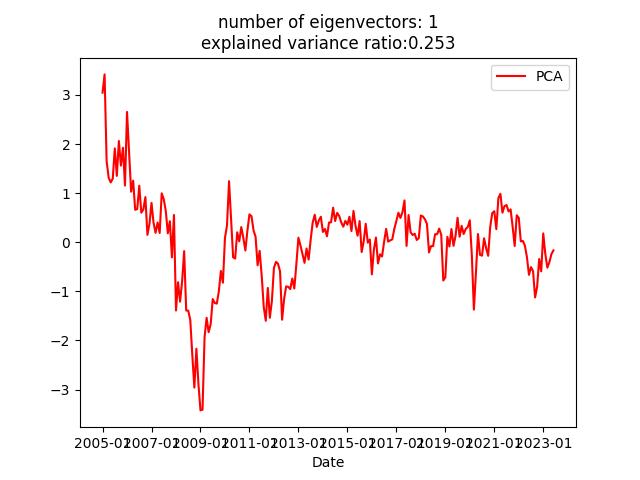 number of eigenvectors: 1
explained variance ratio:0.253
PCA
3
2
1
0
−1
−2
−3
2005-01 2007-01 2009-01 2011-01 2013-01 2015-01 2017-01 2019-01 2021-01 2023-01
Date